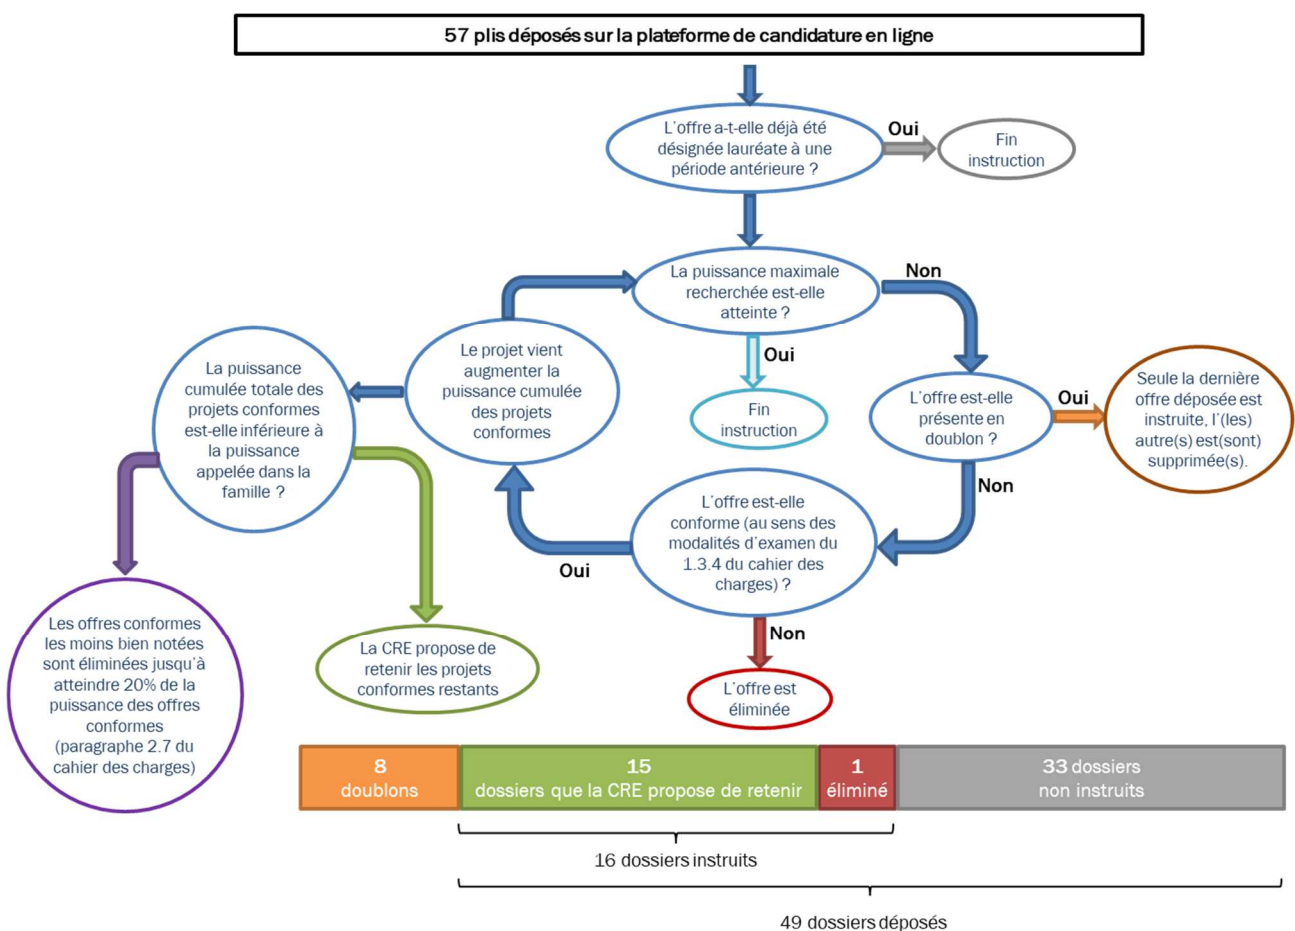 57 plis déposés sur la plateforme de candidature en ligne
L'offre a-t-elle déjà été
désignée lauréate à une
période antérieure ?
Oui
Fin
instruction
La puissance maximale
recherchée est-elle
atteinte ?
Non
Oui
Fin
instruction
L'offre est-elle
présente en
doublon ?
Oui
Seule la dernière
offre déposée est
instruite, l'(les)
autre(s) est(sont)
supprimée(s).
Non
L'offre est-elle
conforme (au sens des
modalités d'examen du
1.3.4 du cahier des
charges) ?
Non
L'offre est
éliminée
Oui
Le projet vient
augmenter la
puissance cumulée
des projets
conformes
La puissance
cumulée totale des
projets conformes
est-elle inférieure à
la puissance
appelée dans la
famille ?
Les offres conformes
les moins bien notées
sont éliminées jusqu'à
atteindre 20% de la
puissance des offres
conformes
(paragraphe 2.7 du
cahier des charges)
La CRE propose de
retenir les projets
conformes restants
8
doublons
15
dossiers que la CRE propose de retenir
1
éliminé
33 dossiers
non instruits
16 dossiers instruits
49 dossiers déposés